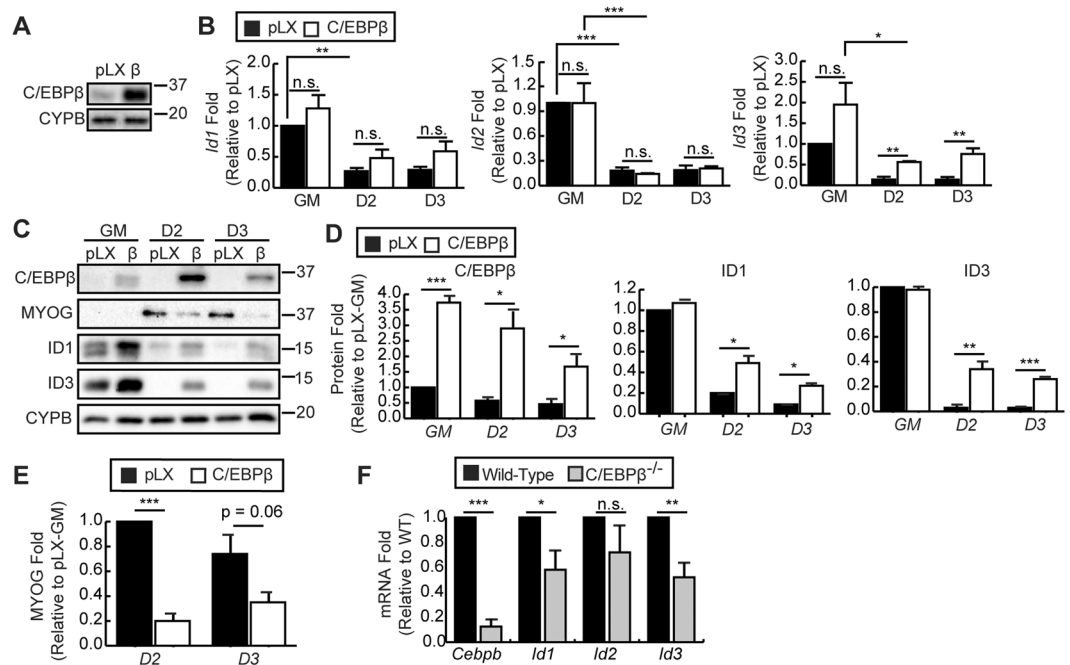 A
pLX β
C/EBPβ
37
CYPB
20
B
pLX C/EBPβ
Id1 Fold
(Relative to pLX)
2.0
1.5
1.0
0.5
0.0
**
n.s.
n.s.
n.s.
GM D2 D3
Id2 Fold
(Relative to pLX)
1.5
1.2
0.9
0.6
0.3
0
***
***
n.s.
n.s.
n.s.
GM D2 D3
Id3 Fold
(Relative to pLX)
3.0
2.5
2.0
1.5
1.0
0.5
0.0
*
n.s.
**
**
GM D2 D3
C
GM D2 D3
pLX β pLX β pLX β
C/EBPβ
37
MYOG
37
ID1
15
ID3
15
CYPB
20
D
pLX C/EBPβ
C/EBPβ
Protein Fold
(Relative to pLX-GM)
4.0
3.5
3.0
2.5
2.0
1.5
1.0
0.5
0.0
***
*
*
GM D2 D3
ID1
1.2
1.0
0.8
0.6
0.4
0.2
0.0
*
*
GM D2 D3
ID3
1.0
0.8
0.6
0.4
0.2
0.0
**
***
GM D2 D3
E
pLX C/EBPβ
MYOG Fold
(Relative to pLX-GM)
1.0
0.8
0.6
0.4
0.2
0.0
***
p = 0.06
D2 D3
F
Wild-Type C/EBPβ-/-
mRNA Fold
(Relative to WT)
1.0
0.8
0.6
0.4
0.2
0
***
*
n.s.
**
Cebpb Id1 Id2 Id3